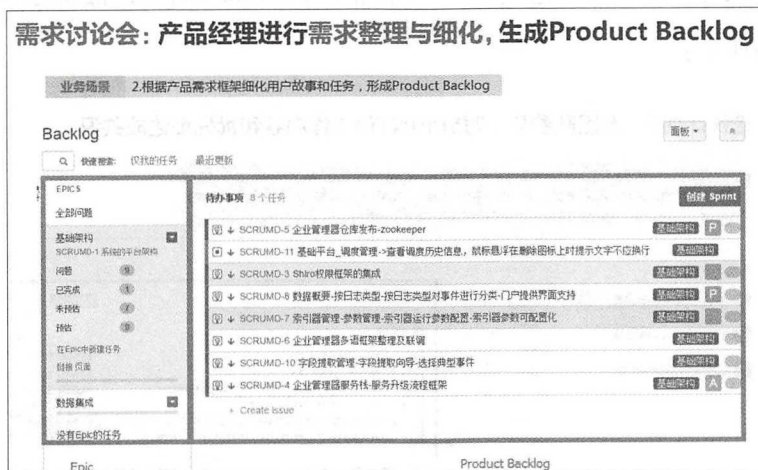 需求讨论会：产品经理进行需求整理与细化，生成Product Backlog
业务场景 2.根据产品需求框架细化用户故事和任务，形成Product Backlog
Backlog
面板
快速搜索: 仅我的任务 最近更新
EPICS
全部问题
基础架构
SCRUMD-1 系统的平台架构
问题 9
已完成 1
未预估 7
预估 9
在Epic中新建任务
链接 页面
数据集成
没有Epic的任务
待办事项 8个任务
创建 Sprint
SCRUMD-5 企业管理器仓库发布-zookeeper 基础架构 P
SCRUMD-11 基础平台_调度管理->查看调度历史信息，鼠标悬浮在删除图标上时提示文字不应换行 基础架构
SCRUMD-3 Shiro权限框架的集成 基础架构
SCRUMD-8 数据概要-按日志类型-按日志类型对事件进行分类-门户提供界面支持 基础架构 P
SCRUMD-7 索引器管理-参数管理-索引器运行参数配置-索引器参数可配置化 基础架构
SCRUMD-6 企业管理器多语框架整理及联调 基础架构
SCRUMD-10 字段提取管理-字段提取向导-选择典型事件 基础架构
SCRUMD-4 企业管理器服务栈-服务升级流程框架 基础架构 A
+ Create issue
Epic
Product Backlog